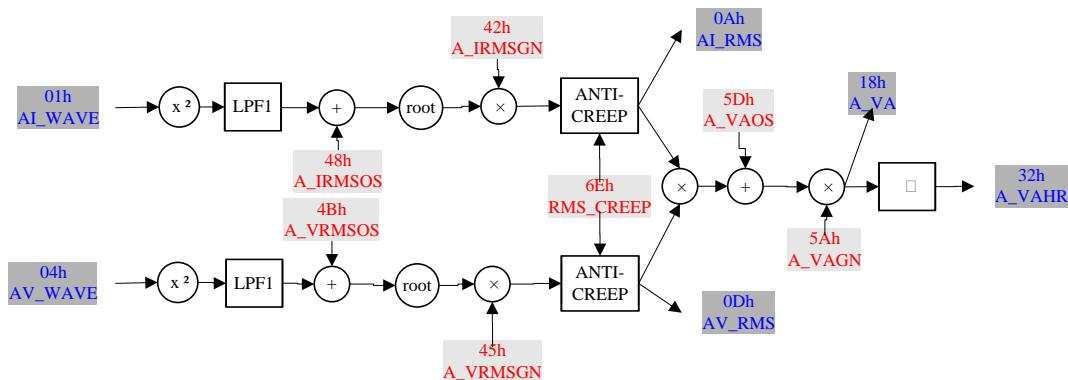 42h
A_IRMSGN
0Ah
AI_RMS
01h
AI_WAVE
x ²
LPF1
+
root
×
ANTI-
CREEP
5Dh
A_VAOS
18h
A_VA
48h
A_IRMSOS
6Eh
RMS_CREEP
×
+
×
32h
A_VAHR
4Bh
A_VRMSOS
5Ah
A_VAGN
04h
AV_WAVE
x ²
LPF1
+
root
×
ANTI-
CREEP
0Dh
AV_RMS
45h
A_VRMSGN